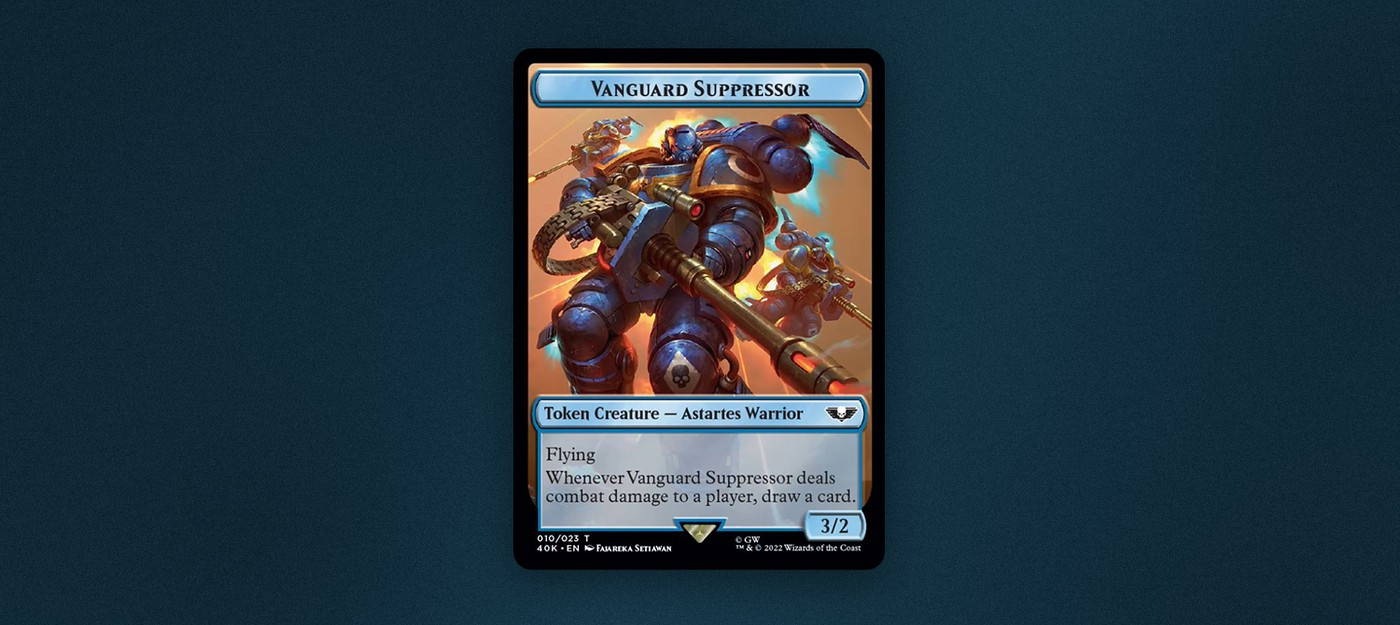 Vanguard Suppressor
Token Creature — Astartes Warrior
Flying
Whenever Vanguard Suppressor deals
combat damage to a player, draw a card.
3/2
010/023 T
40K • EN Fajareka Setiawan
© GW
™ & © 2022 Wizards of the Coast